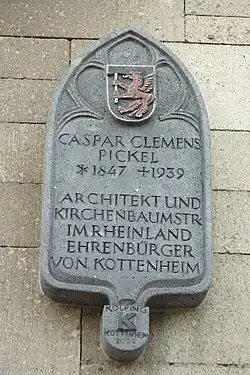 CASPAR CLEMENS
PICKEL
*1847 +1939
ARCHITEKT UND
KIRCHENBAUMSTR
IM RHEINLAND
EHRENBÜRGER
VON KOTTENHEIM
KOLPING
K
KOTTENHEIM